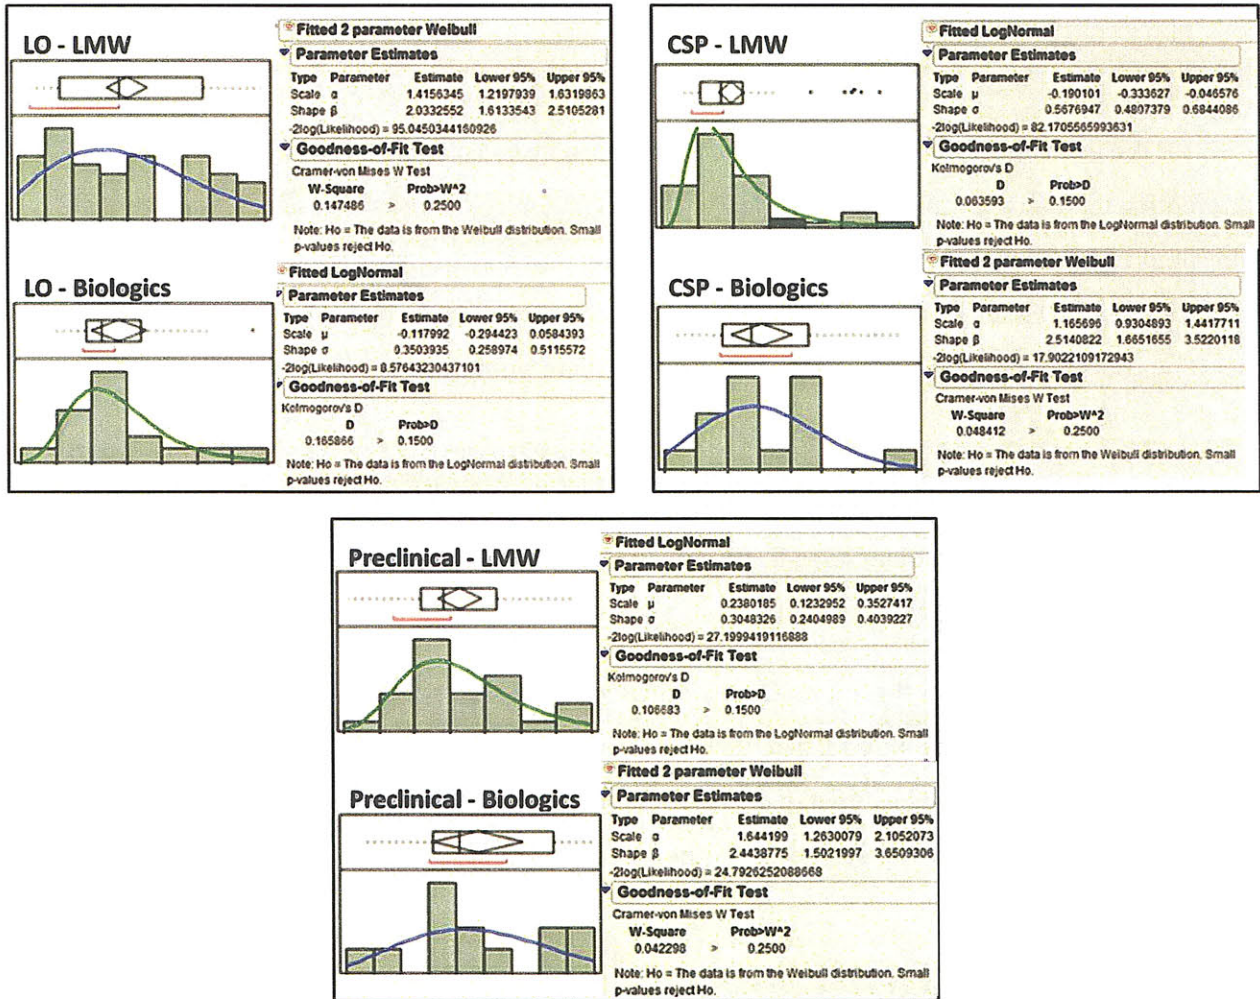 LO - LMW
Fitted 2 parameter Weibull
Parameter Estimates
Type Parameter Estimate Lower 95% Upper 95%
Scale α 1.4156345 1.2197939 1.6319863
Shape β 2.0332552 1.6133543 2.5105281
-2log(Likelihood) = 95.0450344160926
Goodness-of-Fit Test
Cramer-von Mises W Test
W-Square Prob>W^2
0.147486 > 0.2500
Note: Ho = The data is from the Weibull distribution. Small
p-values reject Ho.
LO - Biologics
Fitted LogNormal
Parameter Estimates
Type Parameter Estimate Lower 95% Upper 95%
Scale μ -0.117992 -0.294423 0.0584393
Shape σ 0.3503935 0.258974 0.5115572
-2log(Likelihood) = 8.57643230437101
Goodness-of-Fit Test
Kolmogorov's D
D Prob>D
0.165866 > 0.1500
Note: Ho = The data is from the LogNormal distribution. Small
p-values reject Ho.
CSP - LMW
Fitted LogNormal
Parameter Estimates
Type Parameter Estimate Lower 95% Upper 95%
Scale μ -0.190101 -0.333627 -0.046576
Shape σ 0.5676947 0.4807379 0.6844086
-2log(Likelihood) = 82.1705565993631
Goodness-of-Fit Test
Kolmogorov's D
D Prob>D
0.063593 > 0.1500
Note: Ho = The data is from the LogNormal distribution. Small
p-values reject Ho.
CSP - Biologics
Fitted 2 parameter Weibull
Parameter Estimates
Type Parameter Estimate Lower 95% Upper 95%
Scale α 1.165696 0.9304893 1.4417711
Shape β 2.5140822 1.6651655 3.5220118
-2log(Likelihood) = 17.9022109172943
Goodness-of-Fit Test
Cramer-von Mises W Test
W-Square Prob>W^2
0.048412 > 0.2500
Note: Ho = The data is from the Weibull distribution. Small
p-values reject Ho.
Preclinical - LMW
Fitted LogNormal
Parameter Estimates
Type Parameter Estimate Lower 95% Upper 95%
Scale μ 0.2380185 0.1232952 0.3527417
Shape σ 0.3048326 0.2404989 0.4039227
-2log(Likelihood) = 27.1999419116888
Goodness-of-Fit Test
Kolmogorov's D
D Prob>D
0.106683 > 0.1500
Note: Ho = The data is from the LogNormal distribution. Small
p-values reject Ho.
Preclinical - Biologics
Fitted 2 parameter Weibull
Parameter Estimates
Type Parameter Estimate Lower 95% Upper 95%
Scale α 1.644199 1.2630079 2.1052073
Shape β 2.4438775 1.5021997 3.6509306
-2log(Likelihood) = 24.7926252088668
Goodness-of-Fit Test
Cramer-von Mises W Test
W-Square Prob>W^2
0.042298 > 0.2500
Note: Ho = The data is from the Weibull distribution. Small
p-values reject Ho.